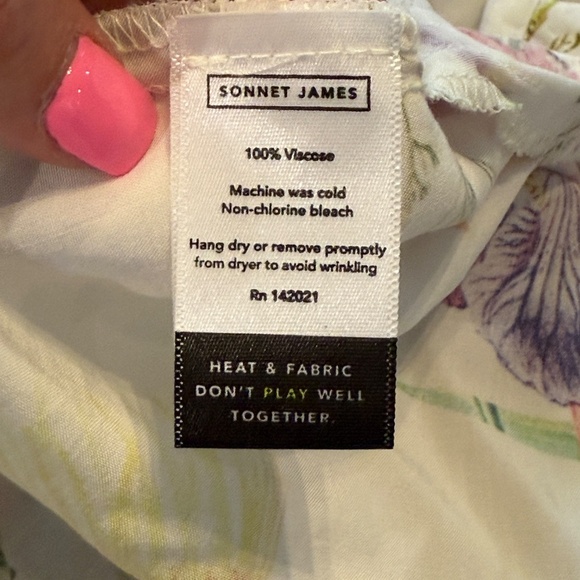 SONNET JAMES
100% Viscose
Machine was cold
Non-chlorine bleach
Hang dry or remove promptly
from dryer to avoid wrinkling
Rn 142021
HEAT & FABRIC
DON'T PLAY WELL
TOGETHER.